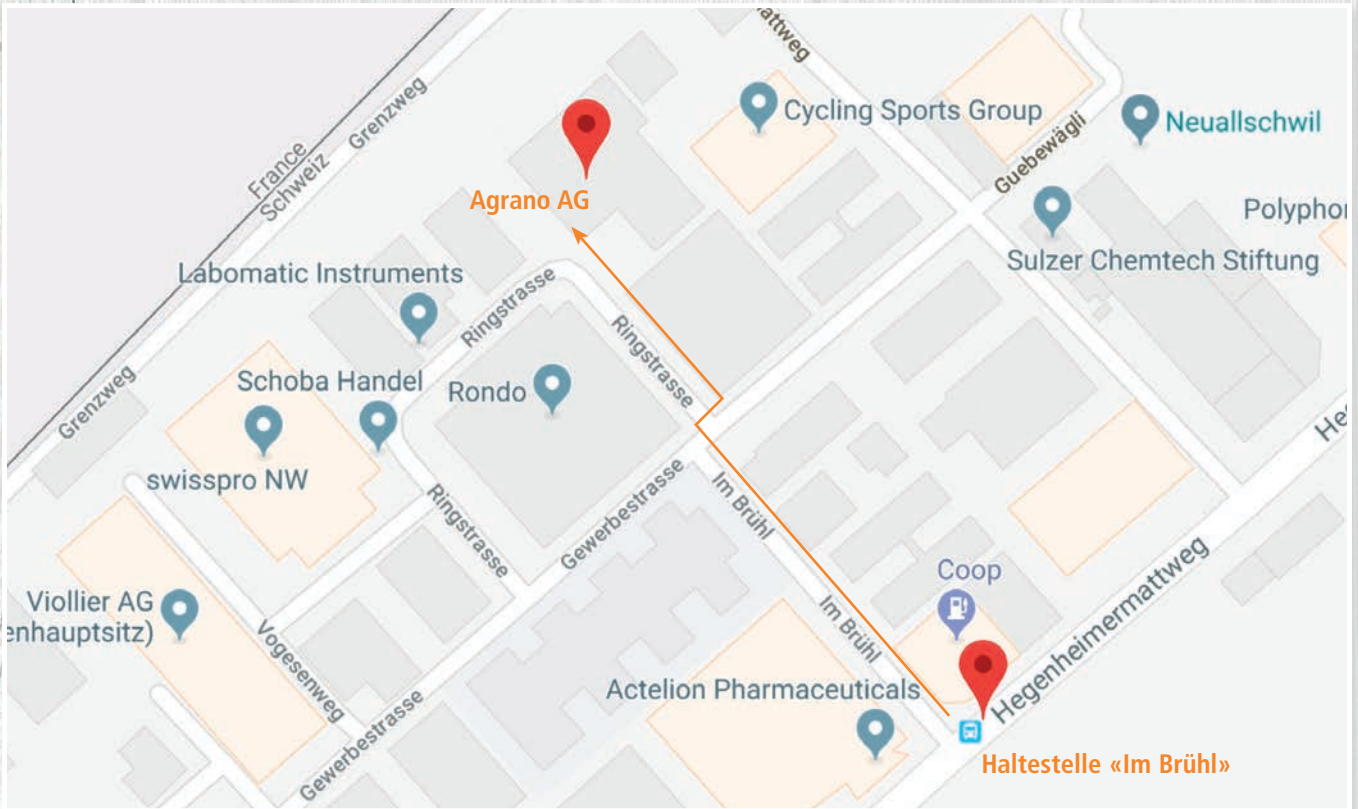 attweg
Grenzweg
Cycling Sports Group
Neuallschwil
France
Schweiz
Guebewägli
Agrano AG
Polyphor
Sulzer Chemtech Stiftung
Labomatic Instruments
Ringstrasse
Ringstrasse
Schoba Handel
Rondo
Grenzweg
He
swisspro NW
Ringstrasse
Gewerbestrasse
Im Brühl
Coop
Viollier AG
enhauptsitz)
Im Brühl
Hegenheimermattweg
Vogesenweg
Actelion Pharmaceuticals
Gewerbestrasse
Haltestelle «Im Brühl»